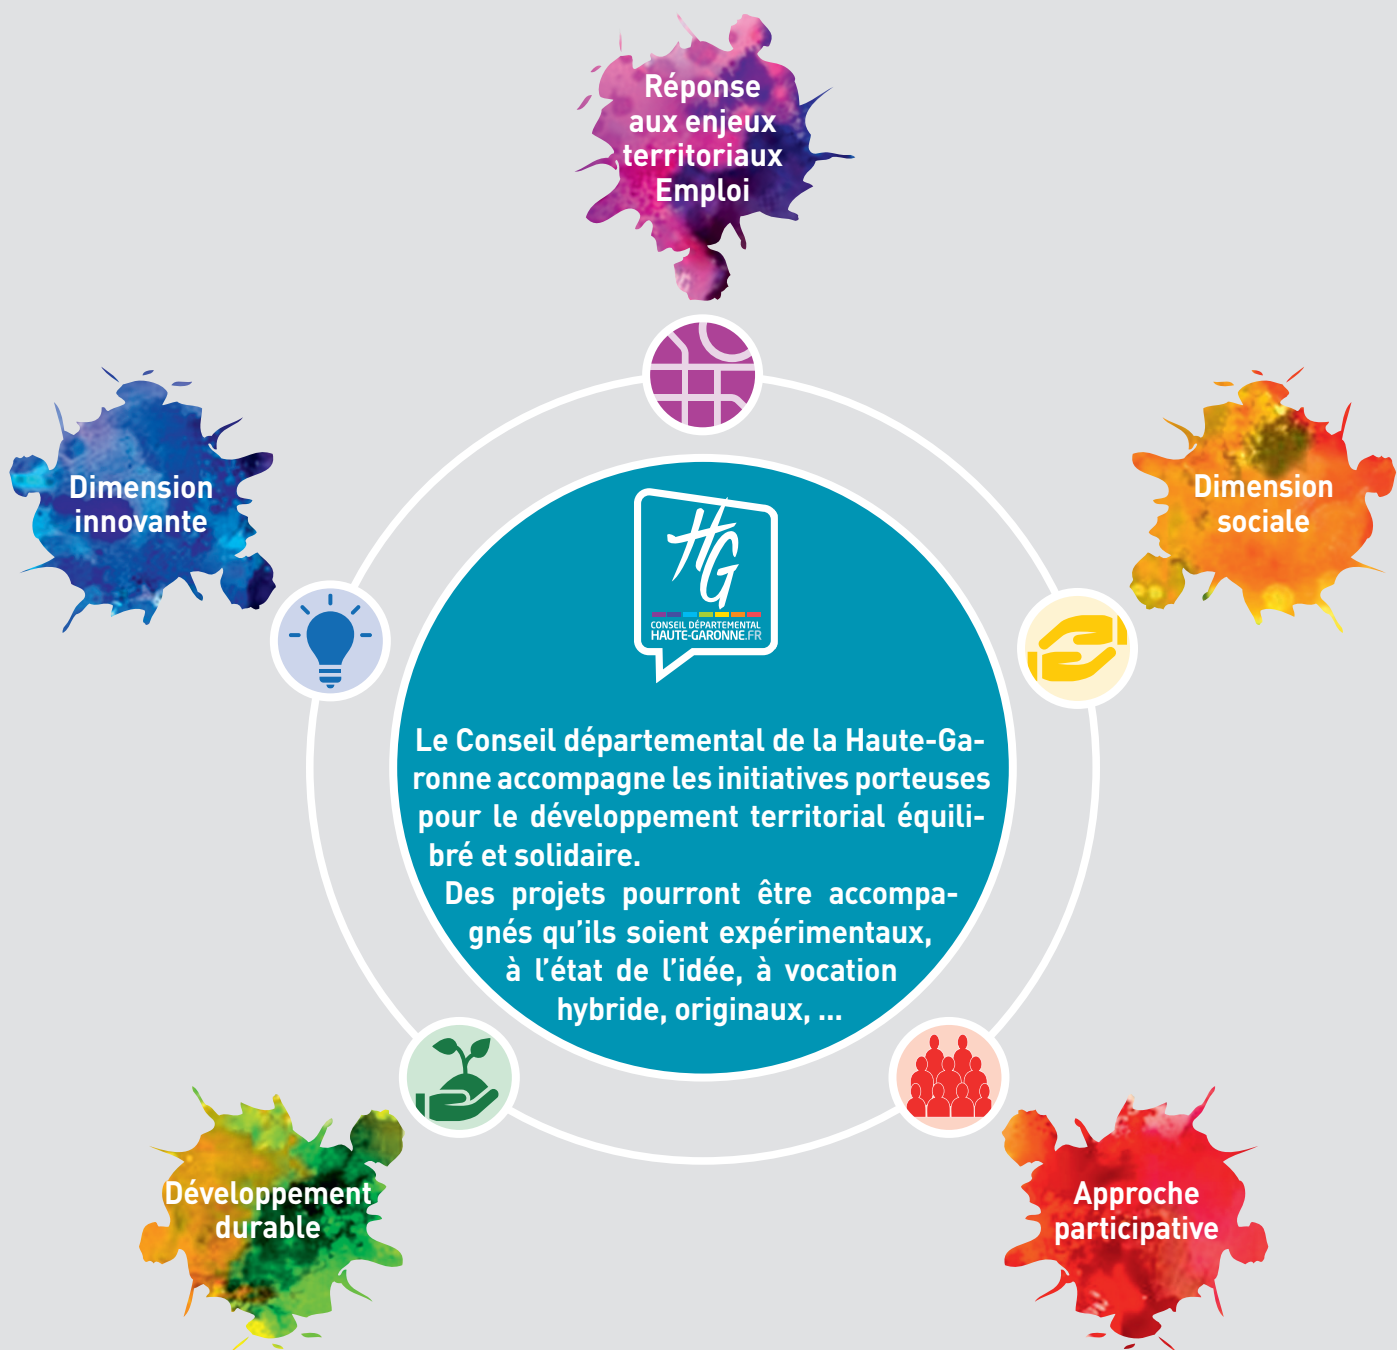 Réponse
aux enjeux
territoriaux
Emploi
Dimension
innovante
Dimension
sociale
HG
CONSEIL DÉPARTEMENTAL
HAUTE-GARONNE.FR
Le Conseil départemental de la Haute-Ga-
ronne accompagne les initiatives porteuses
pour le développement territorial équili-
bré et solidaire.
Des projets pourront être accompa-
gnés qu’ils soient expérimentaux,
à l’état de l’idée, à vocation
hybride, originaux, ...
Développement
durable
Approche
participative